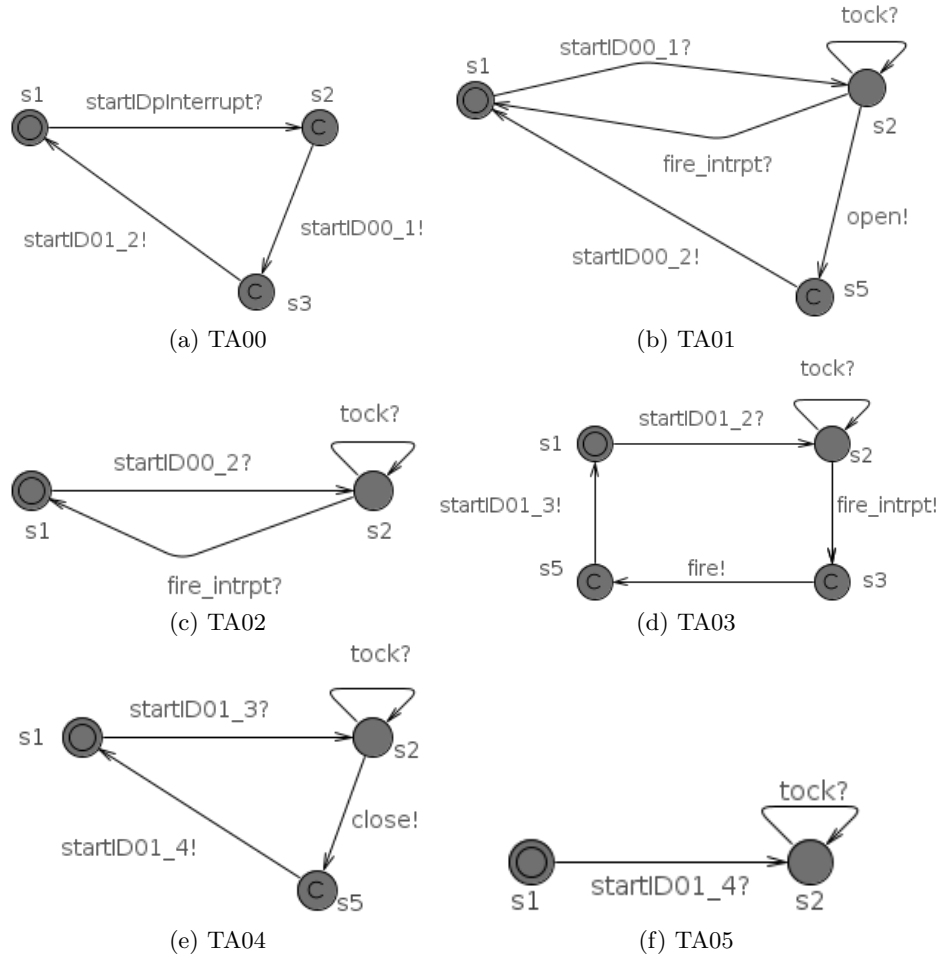 s1
startIDpInterrupt?
s2
C
startID01_2!
startID00_1!
C
s3
(a) TA00
tock?
s1
startID00_1?
s2
fire_intrpt?
open!
startID00_2!
C
s5
(b) TA01
tock?
startID00_2?
s1
s2
fire_intrpt?
(c) TA02
tock?
s1
startID01_2?
s2
startID01_3!
fire_intrpt!
s5
C
fire!
C
s3
(d) TA03
tock?
s1
startID01_3?
s2
startID01_4!
close!
C
s5
(e) TA04
tock?
s1
startID01_4?
s2
(f) TA05